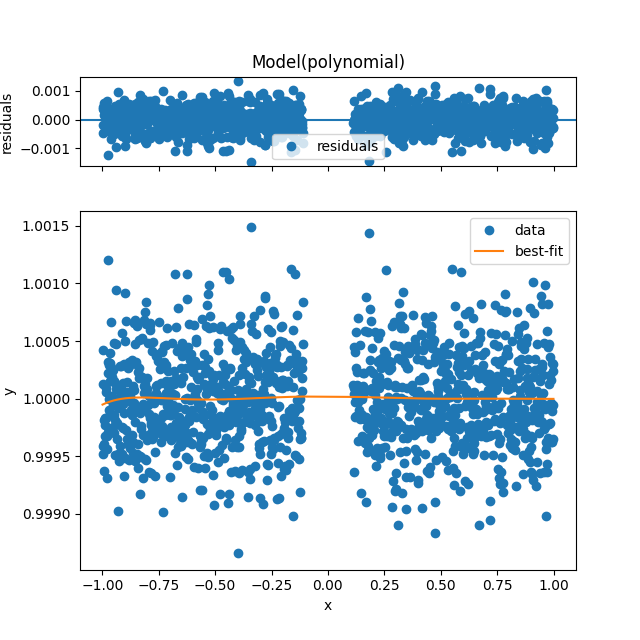 Model(polynomial)
residuals
0.001
0.000
−0.001
residuals
y
1.0015
1.0010
1.0005
1.0000
0.9995
0.9990
data
best-fit
−1.00 −0.75 −0.50 −0.25 0.00 0.25 0.50 0.75 1.00
x